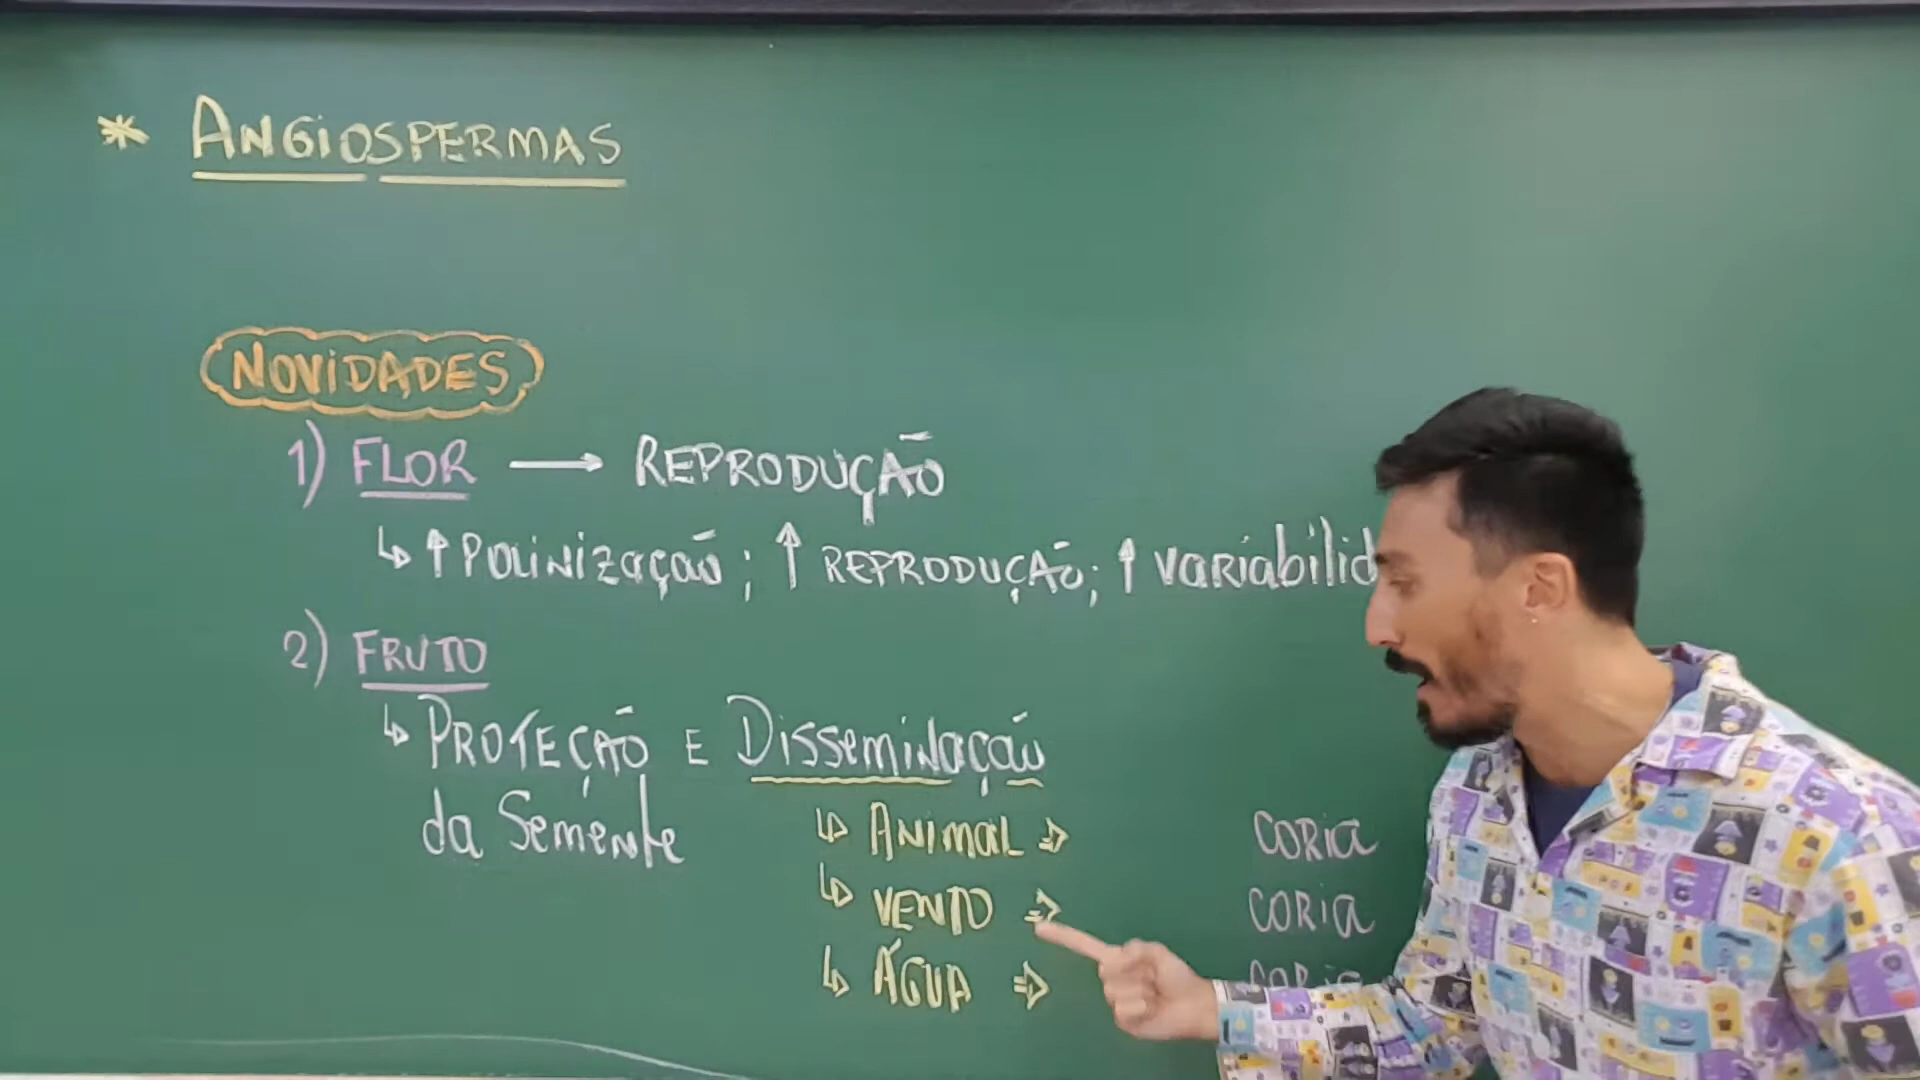 * ANGIOSPERMAS
NOVIDADES
1) FLOR → REPRODUÇÃO
↳ ↑ POLINIZAÇÃO ; ↑ REPRODUÇÃO; ↑ VARIABILID
2) FRUTO
↳ PROTEÇÃO E DISSEMINAÇÃO
da Semente
↳ ANIMAL ⇒ CORIA
↳ VENTO ⇒ CORIA
↳ ÁGUA ⇒